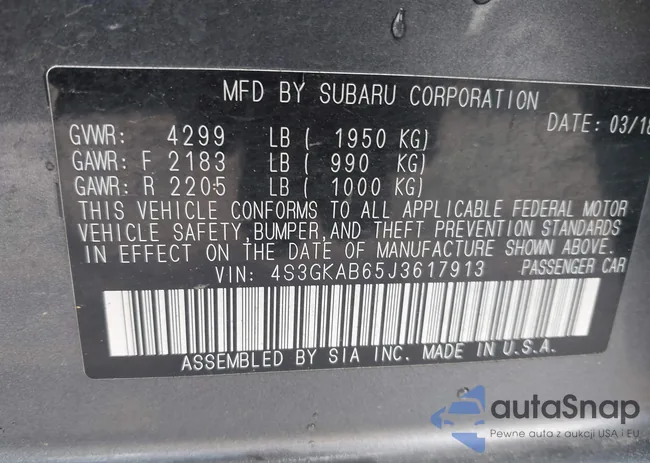 MFD BY SUBARU CORPORATION
DATE: 03/18
GVWR: 4299 LB ( 1950 KG)
GAWR: F 2183 LB ( 990 KG)
GAWR: R 2205 LB ( 1000 KG)
THIS VEHICLE CONFORMS TO ALL APPLICABLE FEDERAL MOTOR
VEHICLE SAFETY, BUMPER, AND THEFT PREVENTION STANDARDS
IN EFFECT ON THE DATE OF MANUFACTURE SHOWN ABOVE.
VIN: 4S3GKAB65J3617913 PASSENGER CAR
ASSEMBLED BY SIA INC. MADE IN U.S.A.
autaSnap
Pewne auta z aukcji USA i EU